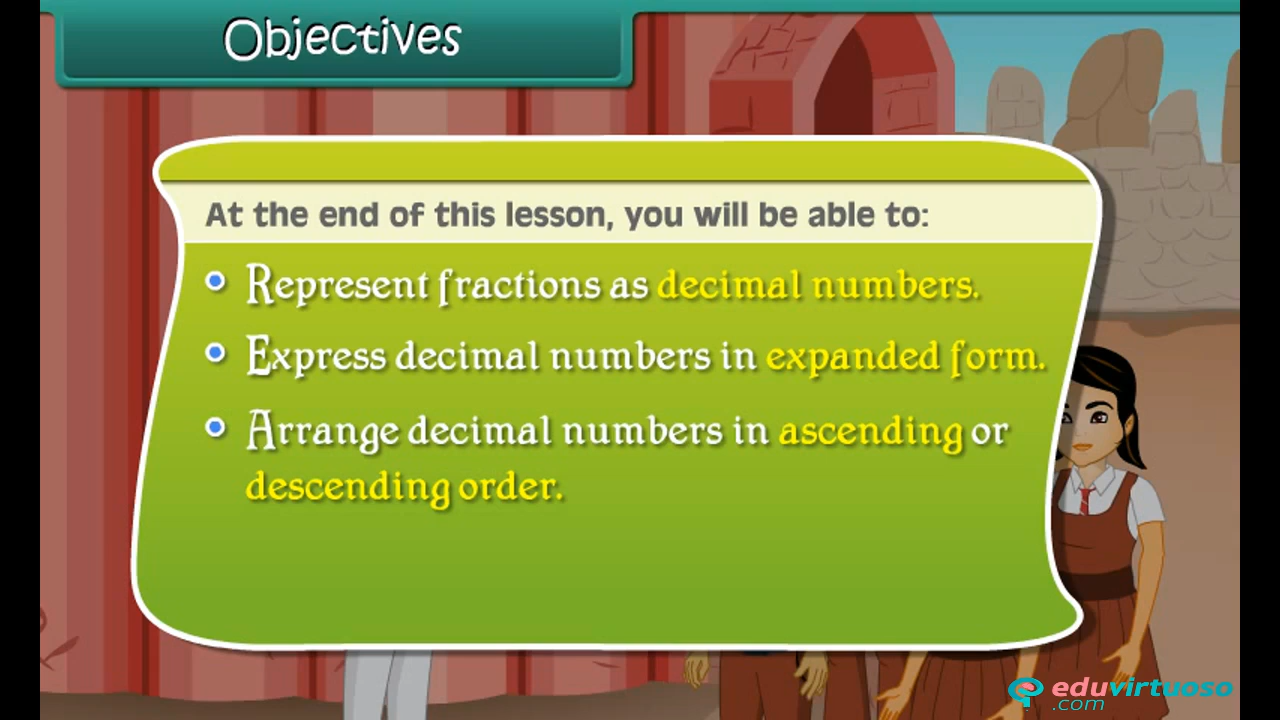 Objectives
At the end of this lesson, you will be able to:
Represent fractions as decimal numbers.
Express decimal numbers in expanded form.
Arrange decimal numbers in ascending or
descending order.
eduvirtuoso
.com